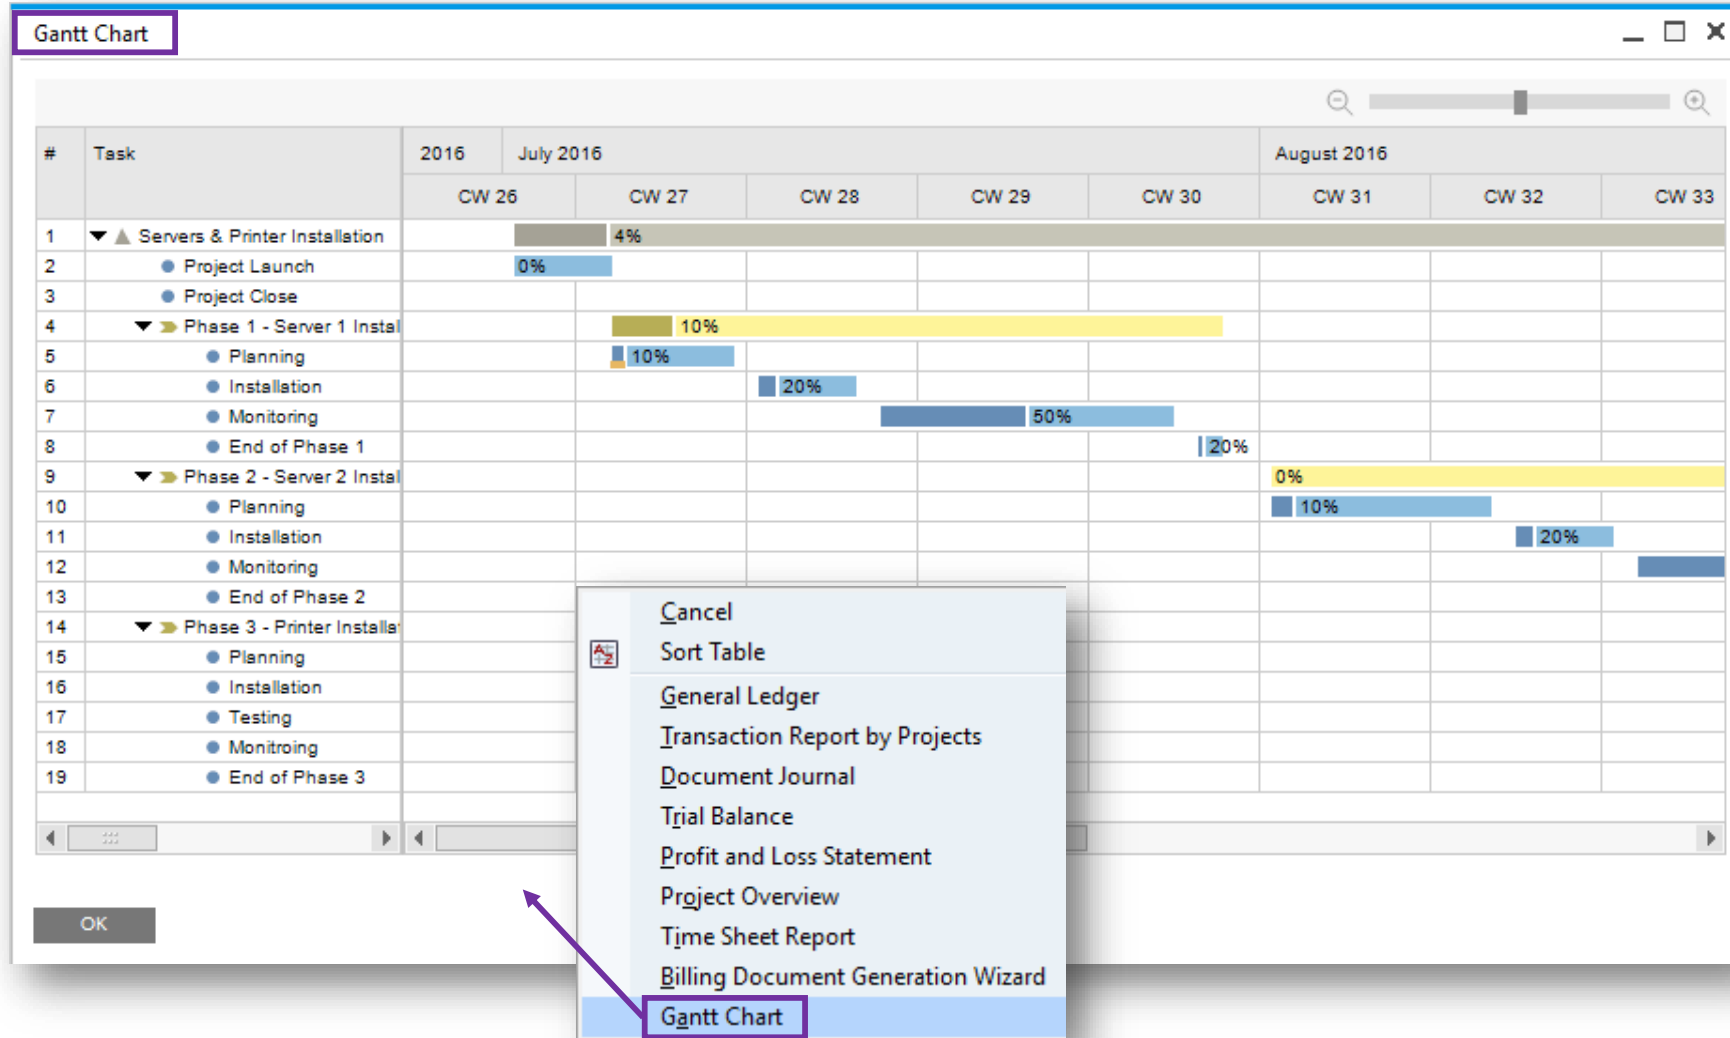 Gantt Chart
# Task 2016 July 2016 August 2016
CW 26 CW 27 CW 28 CW 29 CW 30 CW 31 CW 32 CW 33
1 Servers & Printer Installation 4%
2 Project Launch 0%
3 Project Close
4 Phase 1 - Server 1 Instal 10%
5 Planning 10%
6 Installation 20%
7 Monitoring 50%
8 End of Phase 1 20%
9 Phase 2 - Server 2 Instal 0%
10 Planning 10%
11 Installation 20%
12 Monitoring
13 End of Phase 2
14 Phase 3 - Printer Installa
15 Planning
16 Installation
17 Testing
18 Monitroing
19 End of Phase 3
Cancel
Sort Table
General Ledger
Transaction Report by Projects
Document Journal
Trial Balance
Profit and Loss Statement
Project Overview
Time Sheet Report
Billing Document Generation Wizard
Gantt Chart
OK